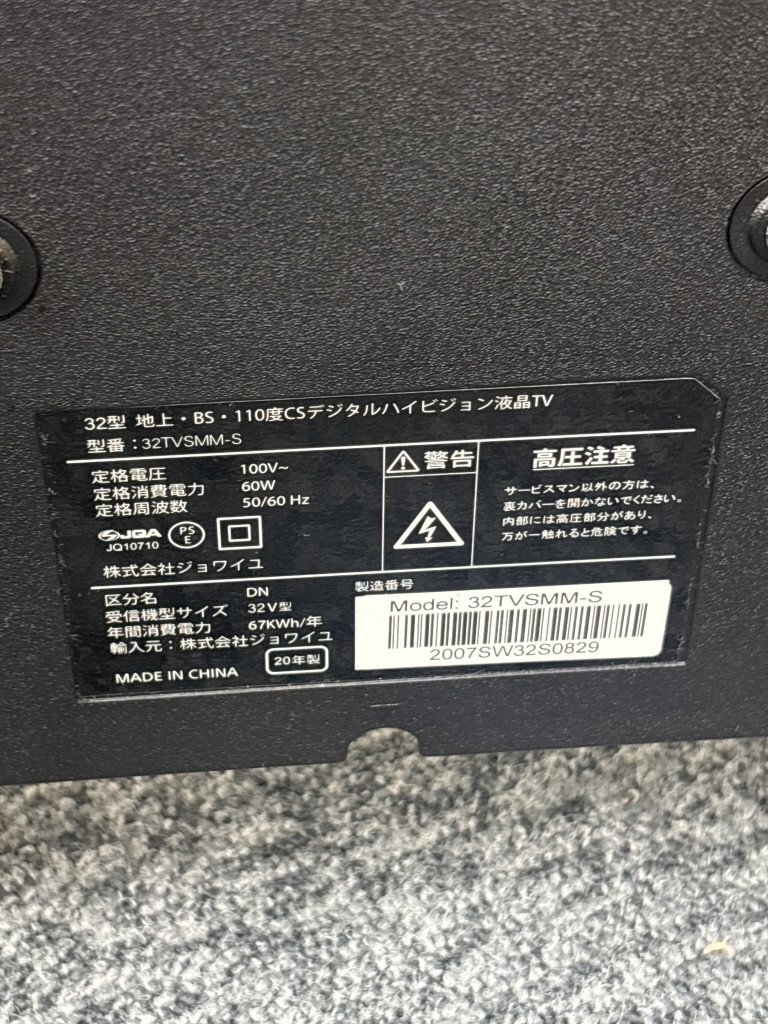 32型 地上・BS・110度CSデジタルハイビジョン液晶TV
型番：32TVSMM-S
定格電圧 100V~
定格消費電力 60W
定格周波数 50/60 Hz
JQA
JQ10710
PS
E
株式会社ジョワイユ
警告
高圧注意
サービスマン以外の方は、
裏カバーを開かないでください。
内部には高圧部分があり、
万が一触れると危険です。
区分名 DN
受信機型サイズ 32V型
年間消費電力 67KWh/年
輸入元：株式会社ジョワイユ
MADE IN CHINA
20年製
製造番号
Model: 32TVSMM-S
2007SW32S0829